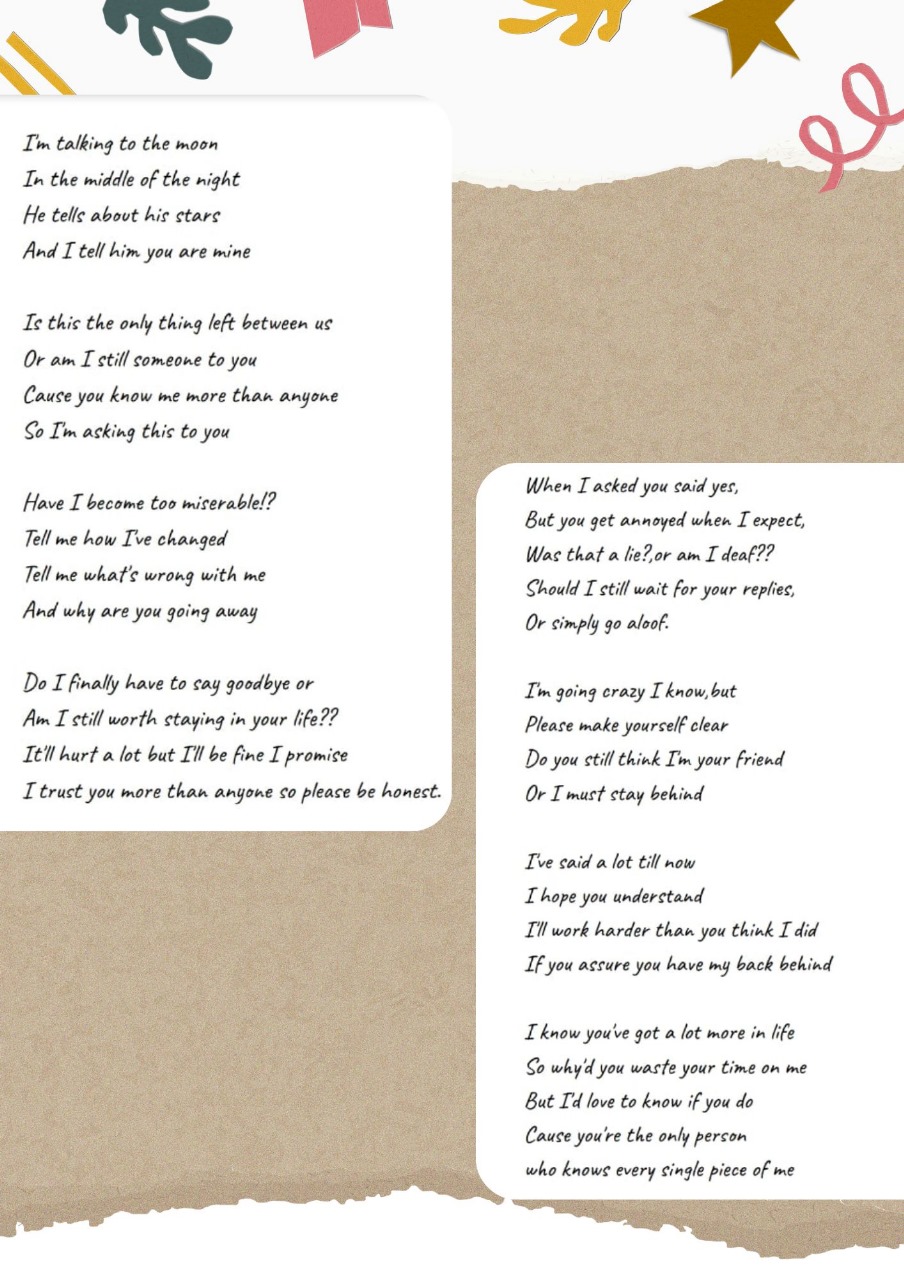 I'm talking to the moon
In the middle of the night
He tells about his stars
And I tell him you are mine

Is this the only thing left between us
Or am I still someone to you
Cause you know me more than anyone
So I'm asking this to you

Have I become too miserable!?
Tell me how I've changed
Tell me what's wrong with me
And why are you going away

Do I finally have to say goodbye or
Am I still worth staying in your life??
It'll hurt a lot but I'll be fine I promise
I trust you more than anyone so please be honest.

When I asked you said yes,
But you get annoyed when I expect,
Was that a lie?,or am I deaf??
Should I still wait for your replies,
Or simply go aloof.

I'm going crazy I know,but
Please make yourself clear
Do you still think I'm your friend
Or I must stay behind

I've said a lot till now
I hope you understand
I'll work harder than you think I did
If you assure you have my back behind

I know you've got a lot more in life
So why'd you waste your time on me
But I'd love to know if you do
Cause you're the only person
who knows every single piece of me